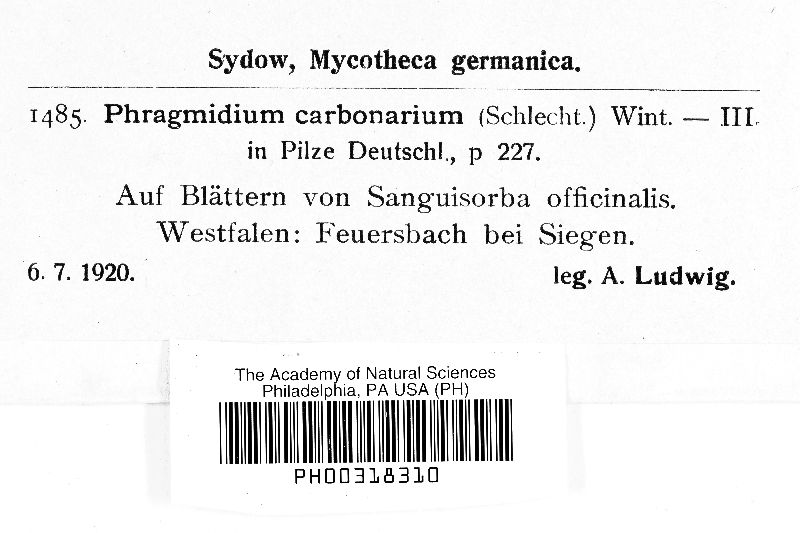 Sydow, Mycotheca germanica.
1485. Phragmidium carbonarium (Schlecht.) Wint. — III.
in Pilze Deutschl., p 227.
Auf Blättern von Sanguisorba officinalis.
Westfalen: Feuersbach bei Siegen.
6. 7. 1920. leg. A. Ludwig.
The Academy of Natural Sciences
Philadelphia, PA USA (PH)
PH00318310